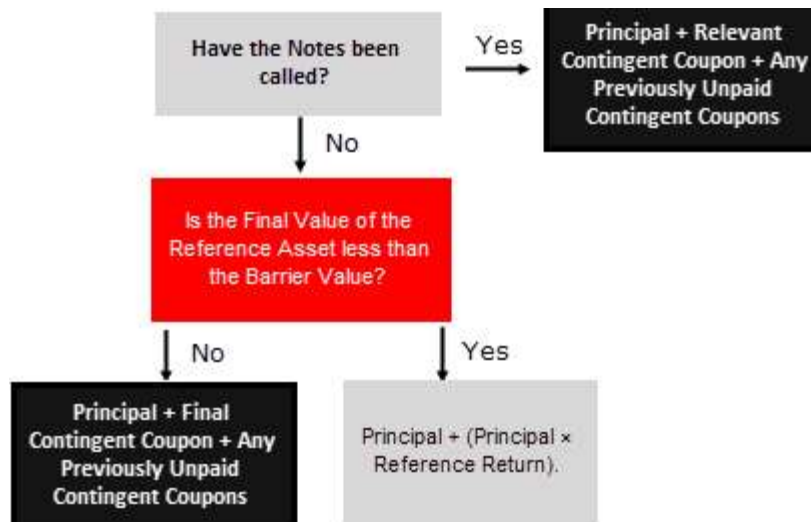 Have the Notes been
called?
Yes
Principal + Relevant
Contingent Coupon + Any
Previously Unpaid
Contingent Coupons
No
Is the Final Value of the
Reference Asset less than
the Barrier Value?
No
Yes
Principal + Final
Contingent Coupon + Any
Previously Unpaid
Contingent Coupons
Principal + (Principal ×
Reference Return).